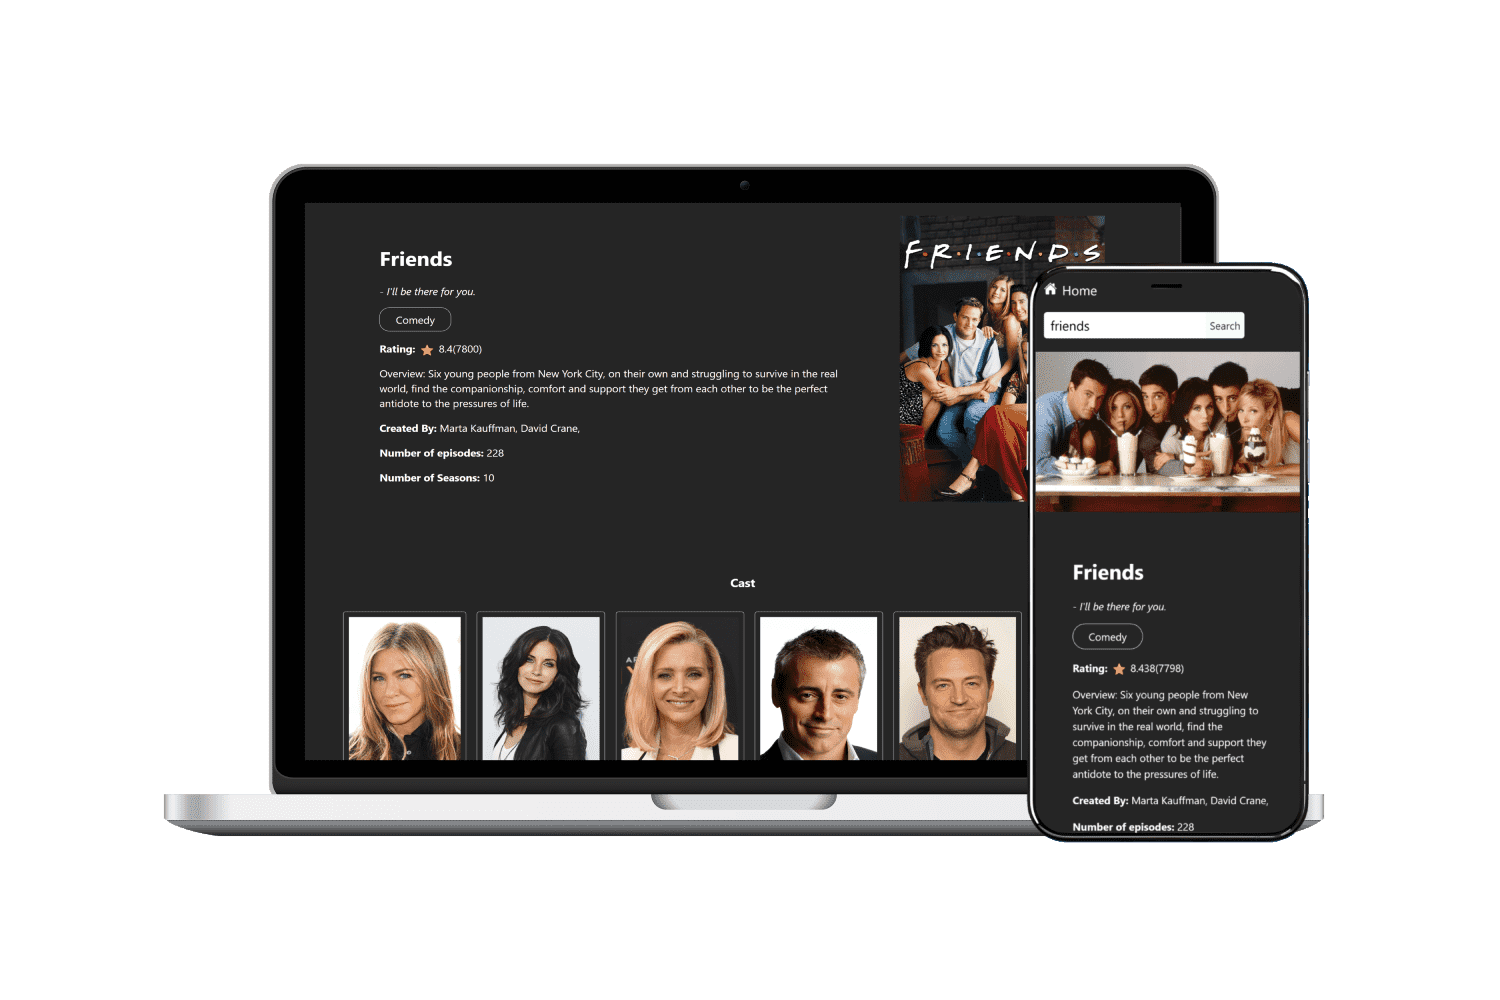 Friends
- I'll be there for you.
Comedy
Rating: 8.4(7800)
Overview: Six young people from New York City, on their own and struggling to survive in the real
world, find the companionship, comfort and support they get from each other to be the perfect
antidote to the pressures of life.
Created By: Marta Kauffman, David Crane,
Number of episodes: 228
Number of Seasons: 10
F·R·I·E·N·D·S
Cast
Home
friends
Search
Friends
- I'll be there for you.
Comedy
Rating: 8.438(7798)
Overview: Six young people from New
York City, on their own and struggling to
survive in the real world, find the
companionship, comfort and support they
get from each other to be the perfect
antidote to the pressures of life.
Created By: Marta Kauffman, David Crane,
Number of episodes: 228